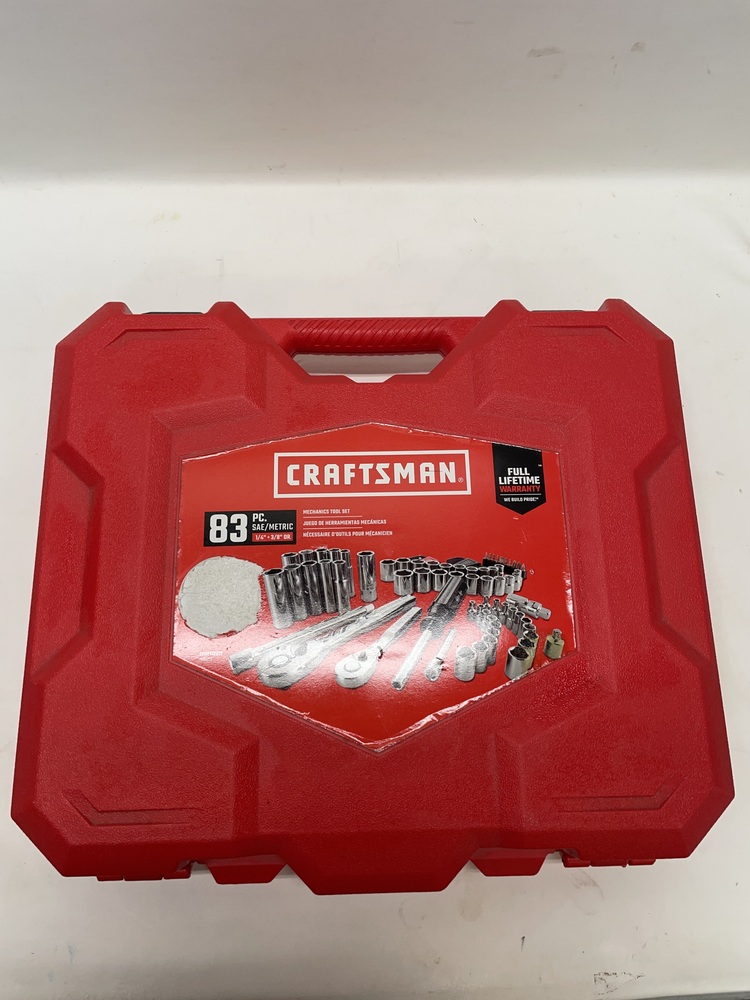 CRAFTSMAN®
FULL
LIFETIME
WARRANTY
WE BUILD PRIDE™
83 PC.
SAE/METRIC
1/4" • 3/8" DR
MECHANICS TOOL SET
JUEGO DE HERRAMIENTAS MECÁNICAS
NÉCESSAIRE D'OUTILS POUR MÉCANICIEN